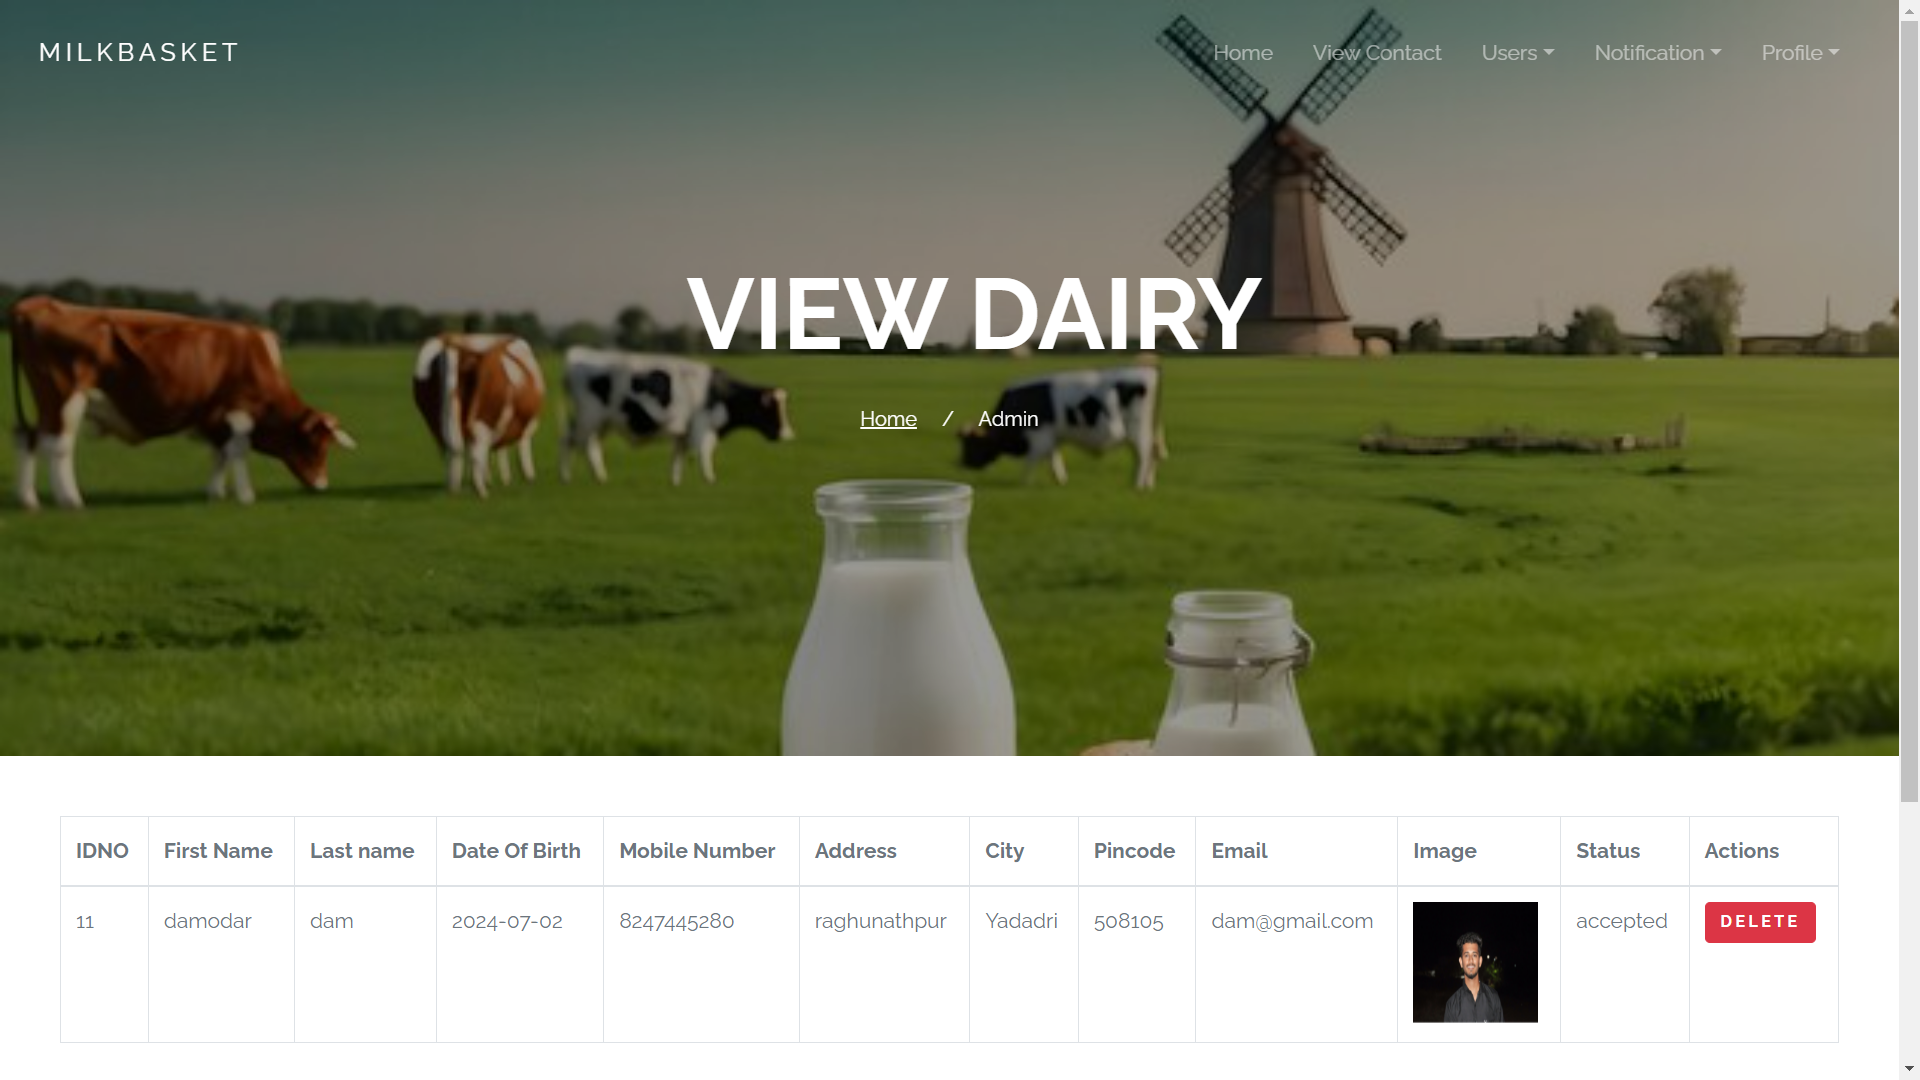 MILKBASKET
Home View Contact Users Notification Profile
VIEW DAIRY
Home / Admin
IDNO First Name Last name Date Of Birth Mobile Number Address City Pincode Email Image Status Actions
11 damodar dam 2024-07-02 8247445280 raghunathpur Yadadri 508105 dam@gmail.com accepted DELETE